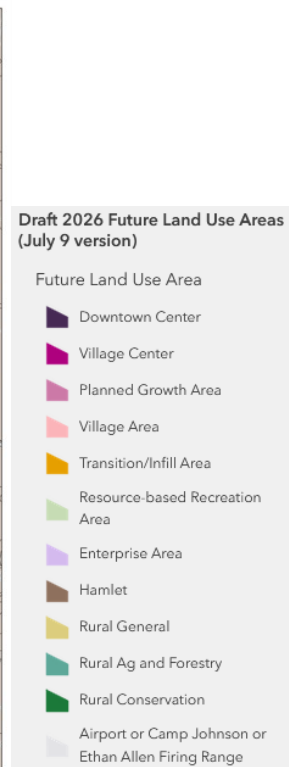 Draft 2026 Future Land Use Areas
(July 9 version)
Future Land Use Area
Downtown Center
Village Center
Planned Growth Area
Village Area
Transition/Infill Area
Resource-based Recreation
Area
Enterprise Area
Hamlet
Rural General
Rural Ag and Forestry
Rural Conservation
Airport or Camp Johnson or
Ethan Allen Firing Range